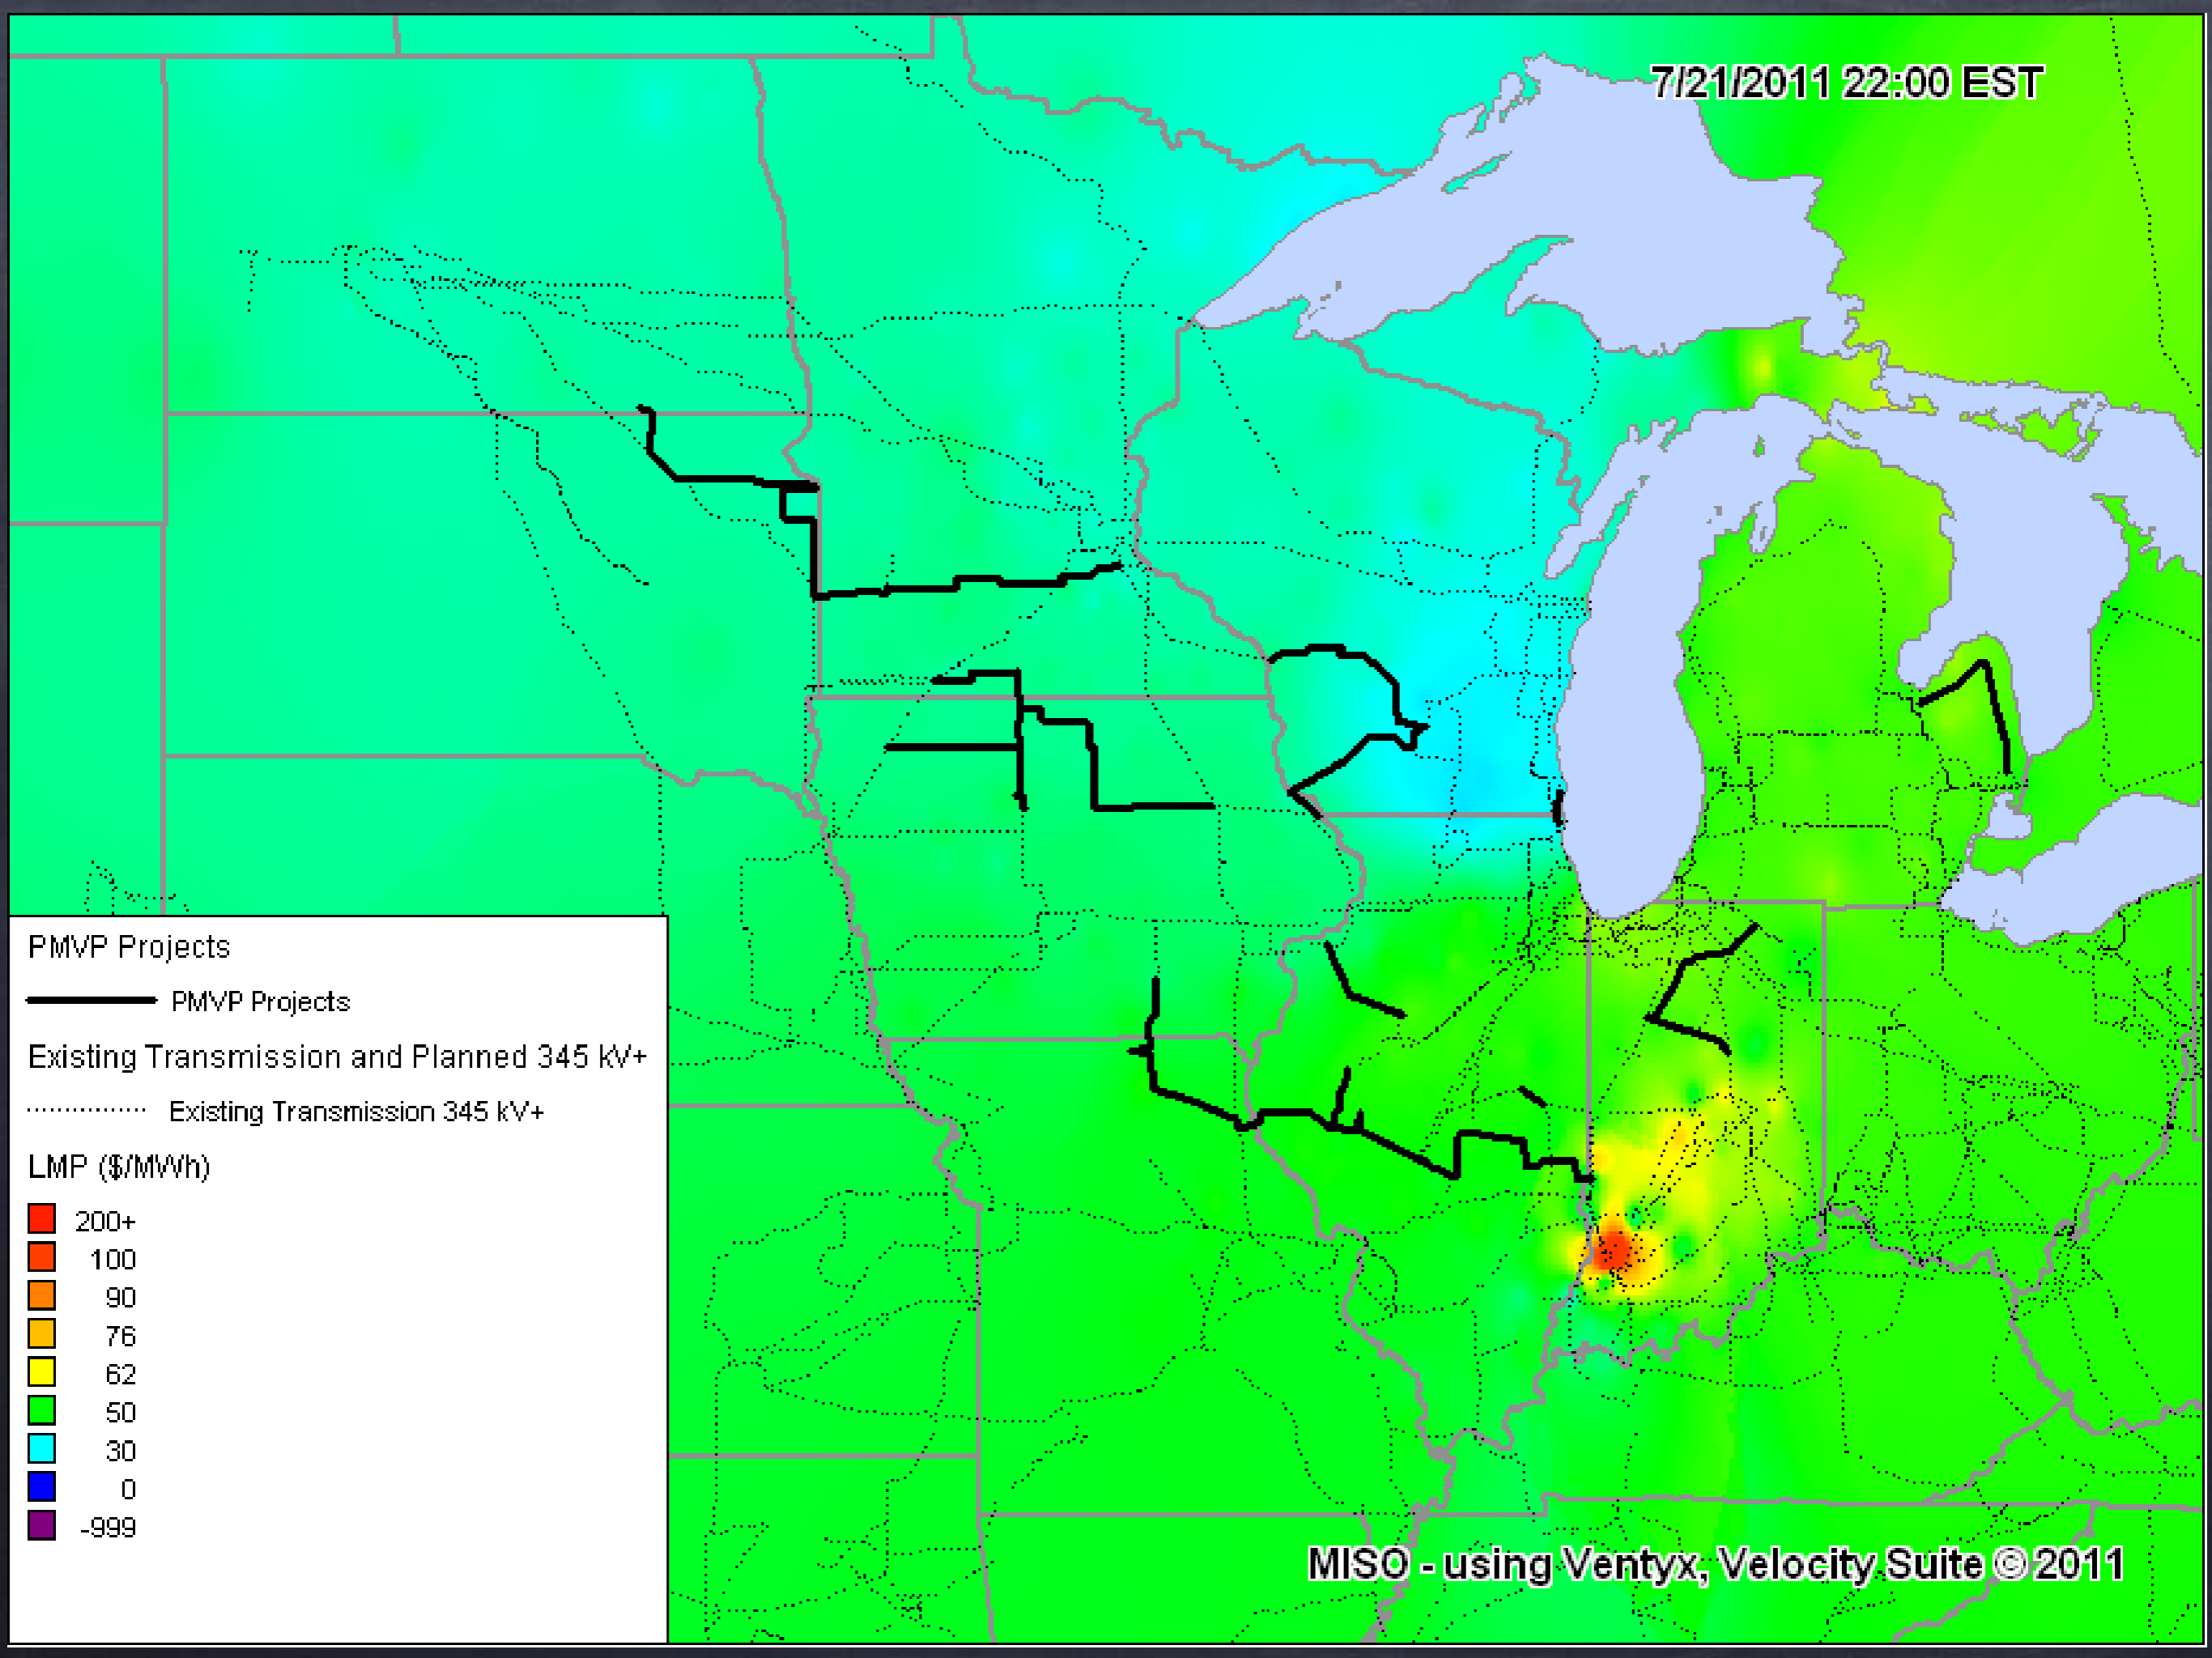 7/21/2011 22:00 EST
PMVP Projects
PMVP Projects
Existing Transmission and Planned 345 kV+
Existing Transmission 345 kV+
LMP ($/MWh)
200+
100
90
76
62
50
30
0
-999
MISO - using Ventyx, Velocity Suite © 2011